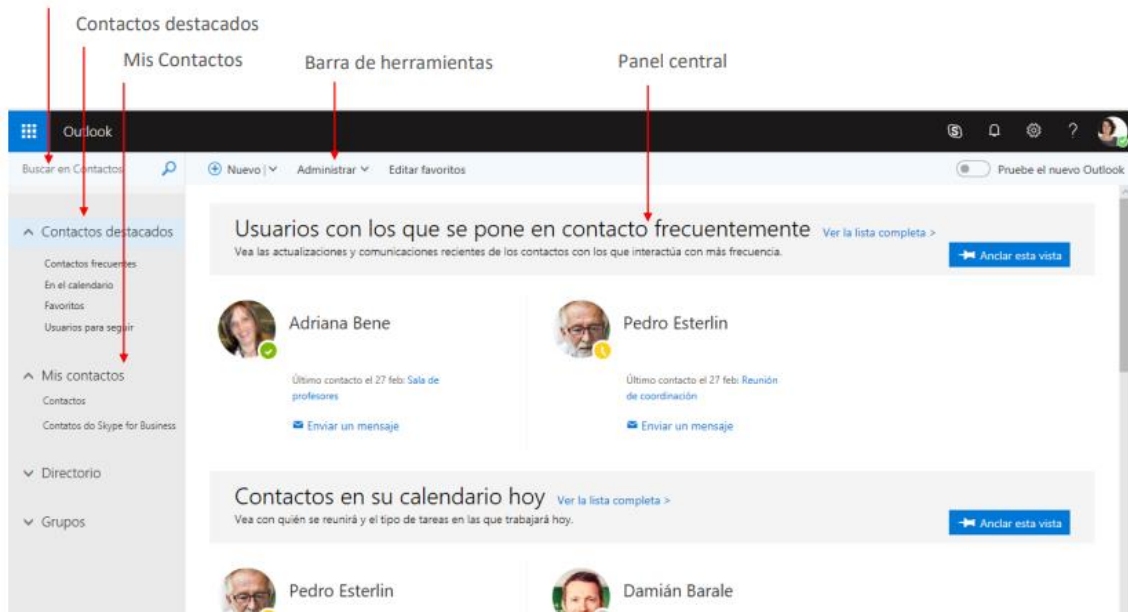 Contactos destacados
Mis Contactos
Barra de herramientas
Panel central
Outlook
Buscar en Contactos
Nuevo
Administrar
Editar favoritos
Pruebe el nuevo Outlook
Contactos destacados
Contactos frecuentes
En el calendario
Favoritos
Usuarios para seguir
Mis contactos
Contactos
Contatos do Skype for Business
Directorio
Grupos
Usuarios con los que se pone en contacto frecuentemente Ver la lista completa >
Vea las actualizaciones y comunicaciones recientes de los contactos con los que interactúa con más frecuencia.
Anclar esta vista
Adriana Bene
Último contacto el 27 feb: Sala de
profesores
Enviar un mensaje
Pedro Esterlin
Último contacto el 27 feb: Reunión
de coordinación
Enviar un mensaje
Contactos en su calendario hoy Ver la lista completa >
Vea con quién se reunirá y el tipo de tareas en las que trabajará hoy.
Anclar esta vista
Pedro Esterlin
Damián Barale